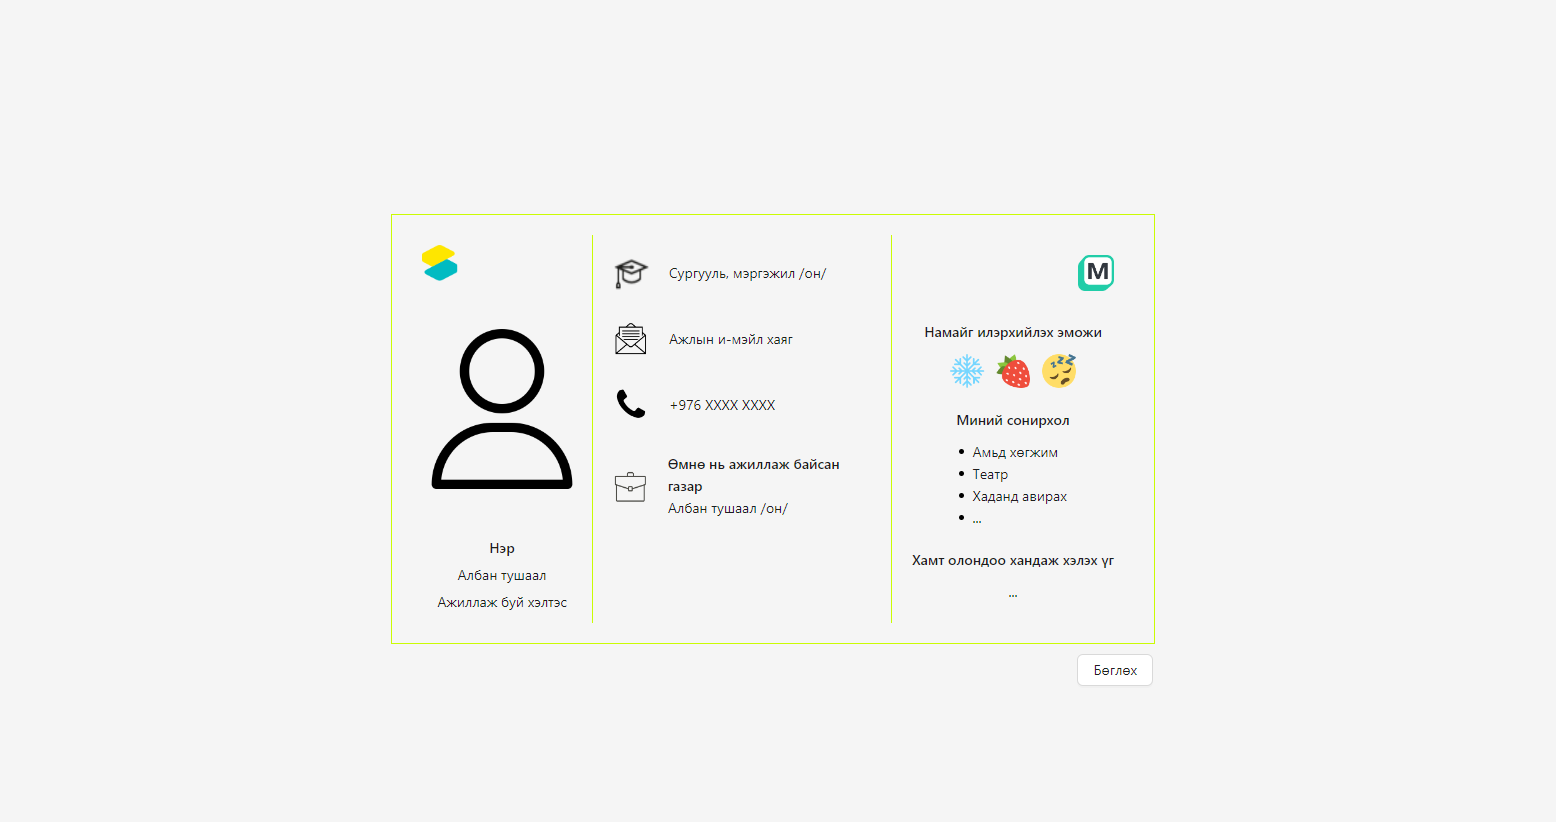 Нэр
Албан тушаал
Ажиллаж буй хэлтэс
Сургууль, мэргэжил /он/
Ажлын и-мэйл хаяг
+976 XXXX XXXX
Өмнө нь ажиллаж байсан
газар
Албан тушаал /он/
M
Намайг илэрхийлэх эможи
Миний сонирхол
Амьд хөгжим
Театр
Хаданд авирах
...
Хамт олондоо хандаж хэлэх үг
...
Бөглөх